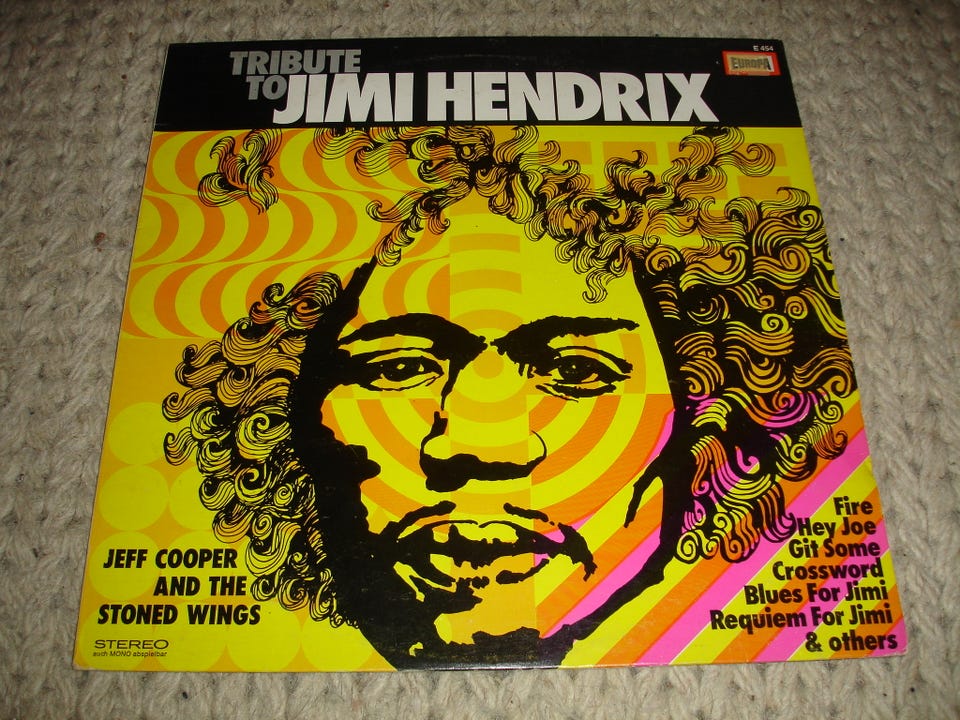 TRIBUTE
TO JIMI HENDRIX
E 454
EUROPA
JEFF COOPER
AND THE
STONED WINGS
STEREO
auch MONO abspielbar
Fire
Hey Joe
Git Some
Crossword
Blues For Jimi
Requiem For Jimi
& others